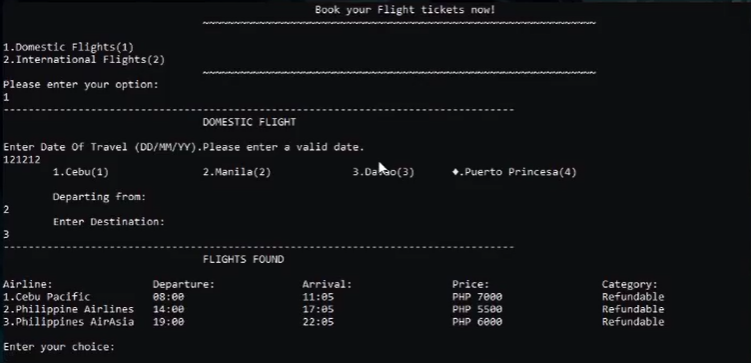 Book your Flight tickets now!
~~~~~~~~~~~~~~~~~~~~~~~~~~~~~~~~~~~~~~~~~~~~~~~~~~~~~~~~~~~~~~~
1.Domestic Flights(1)
2.International Flights(2)
~~~~~~~~~~~~~~~~~~~~~~~~~~~~~~~~~~~~~~~~~~~~~~~~~~~~~~~~~~~~~~~
Please enter your option:
1
----------------------------------------------------------------------------------
DOMESTIC FLIGHT
Enter Date Of Travel (DD/MM/YY).Please enter a valid date.
121212
1.Cebu(1) 2.Manila(2) 3.Davao(3) ♦.Puerto Princesa(4)
Departing from:
2
Enter Destination:
3
----------------------------------------------------------------------------------
FLIGHTS FOUND
Airline: Departure: Arrival: Price: Category:
1.Cebu Pacific 08:00 11:05 PHP 7000 Refundable
2.Philippine Airlines 14:00 17:05 PHP 5500 Refundable
3.Philippines AirAsia 19:00 22:05 PHP 6000 Refundable
Enter your choice: